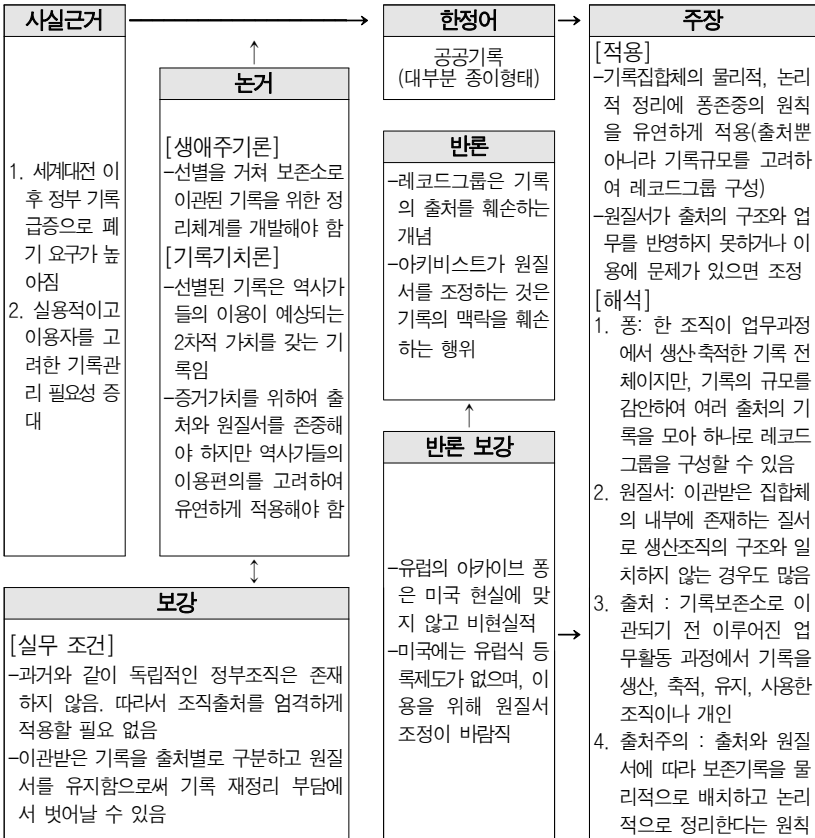 사실근거
1. 세계대전 이
후 정부 기록
급증으로 폐
기 요구가 높
아짐
2. 실용적이고
이용자를 고
려한 기록관
리 필요성 증
대
논거
[생애주기론]
-선별을 거쳐 보존소로
이관된 기록을 위한 정
리체계를 개발해야 함
[기록기치론]
-선별된 기록은 역사가
들의 이용이 예상되는
2차적 가치를 갖는 기
록임
-증거가치를 위하여 출
처와 원질서를 존중해
야 하지만 역사가들의
이용편의를 고려하여
유연하게 적용해야 함
보강
[실무 조건]
-과거와 같이 독립적인 정부조직은 존재
하지 않음. 따라서 조직출처를 엄격하게
적용할 필요 없음
-이관받은 기록을 출처별로 구분하고 원질
서를 유지함으로써 기록 재정리 부담에
서 벗어날 수 있음
한정어
공공기록
(대부분 종이형태)
반론
-레코드그룹은 기록
의 출처를 훼손하는
개념
-아키비스트가 원질
서를 조정하는 것은
기록의 맥락을 훼손
하는 행위
반론 보강
-유럽의 아카이브 퐁
은 미국 현실에 맞
지 않고 비현실적
-미국에는 유럽식 등
록제도가 없으며, 이
용을 위해 원질서
조정이 바람직
주장
[적용]
-기록집합체의 물리적, 논리
적 정리에 퐁존중의 원칙
을 유연하게 적용(출처뿐
아니라 기록규모를 고려하
여 레코드그룹 구성)
-원질서가 출처의 구조와 업
무를 반영하지 못하거나 이
용에 문제가 있으면 조정
[해석]
1. 퐁: 한 조직이 업무과정
에서 생산·축적한 기록 전
체이지만, 기록의 규모를
감안하여 여러 출처의 기
록을 모아 하나로 레코드
그룹을 구성할 수 있음
2. 원질서: 이관받은 집합체
의 내부에 존재하는 질서
로 생산조직의 구조와 일
치하지 않는 경우도 많음
3. 출처 : 기록보존소로 이
관되기 전 이루어진 업
무활동 과정에서 기록을
생산, 축적, 유지, 사용한
조직이나 개인
4. 출처주의 : 출처와 원질
서에 따라 보존기록을 물
리적으로 배치하고 논리
적으로 정리한다는 원칙